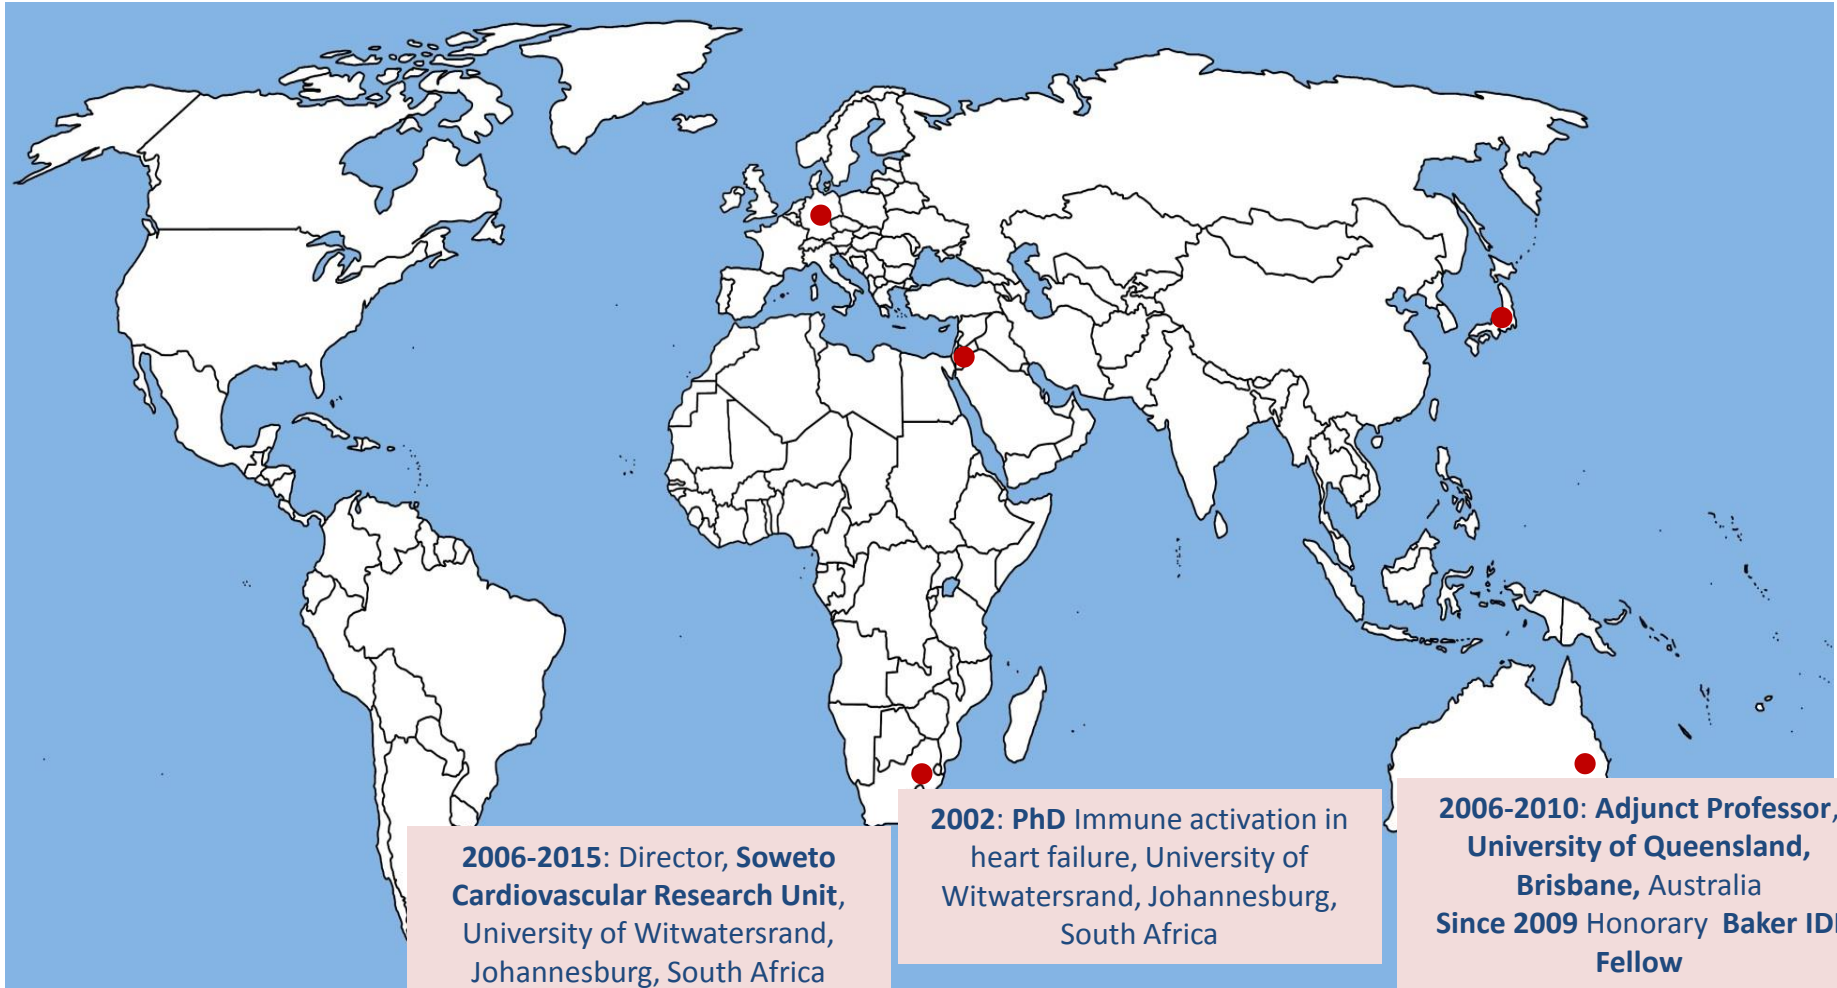 2006-2015: Director, Soweto
Cardiovascular Research Unit,
University of Witwatersrand,
Johannesburg, South Africa
2002: PhD Immune activation in
heart failure, University of
Witwatersrand, Johannesburg,
South Africa
2006-2010: Adjunct Professor,
University of Queensland,
Brisbane, Australia
Since 2009 Honorary Baker IDI
Fellow